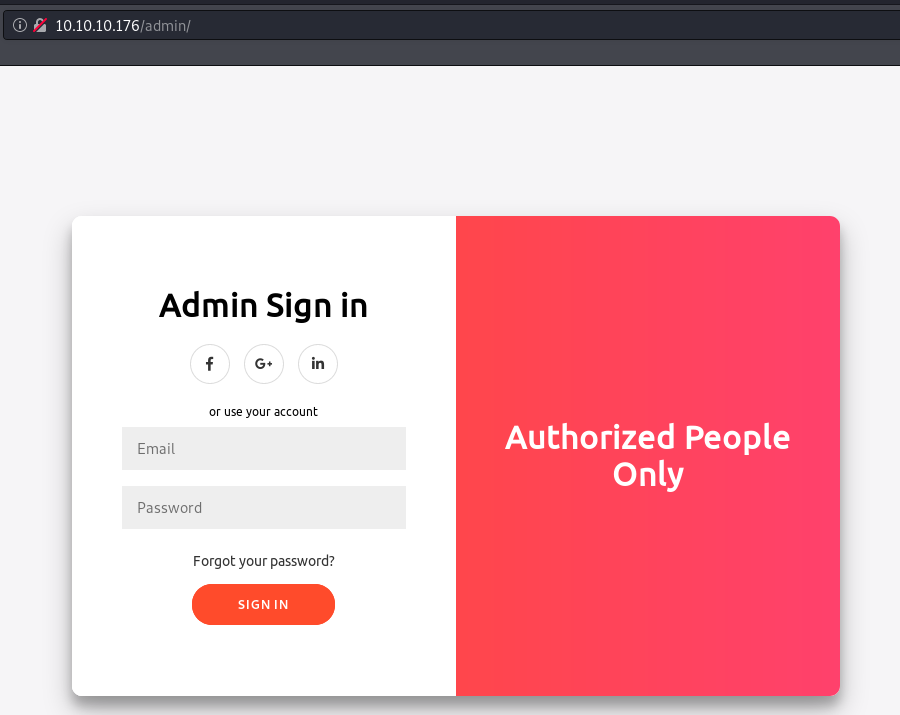 10.10.10.176/admin/
Admin Sign in
f G+ in
or use your account
Email
Password
Forgot your password?
SIGN IN
Authorized People
Only